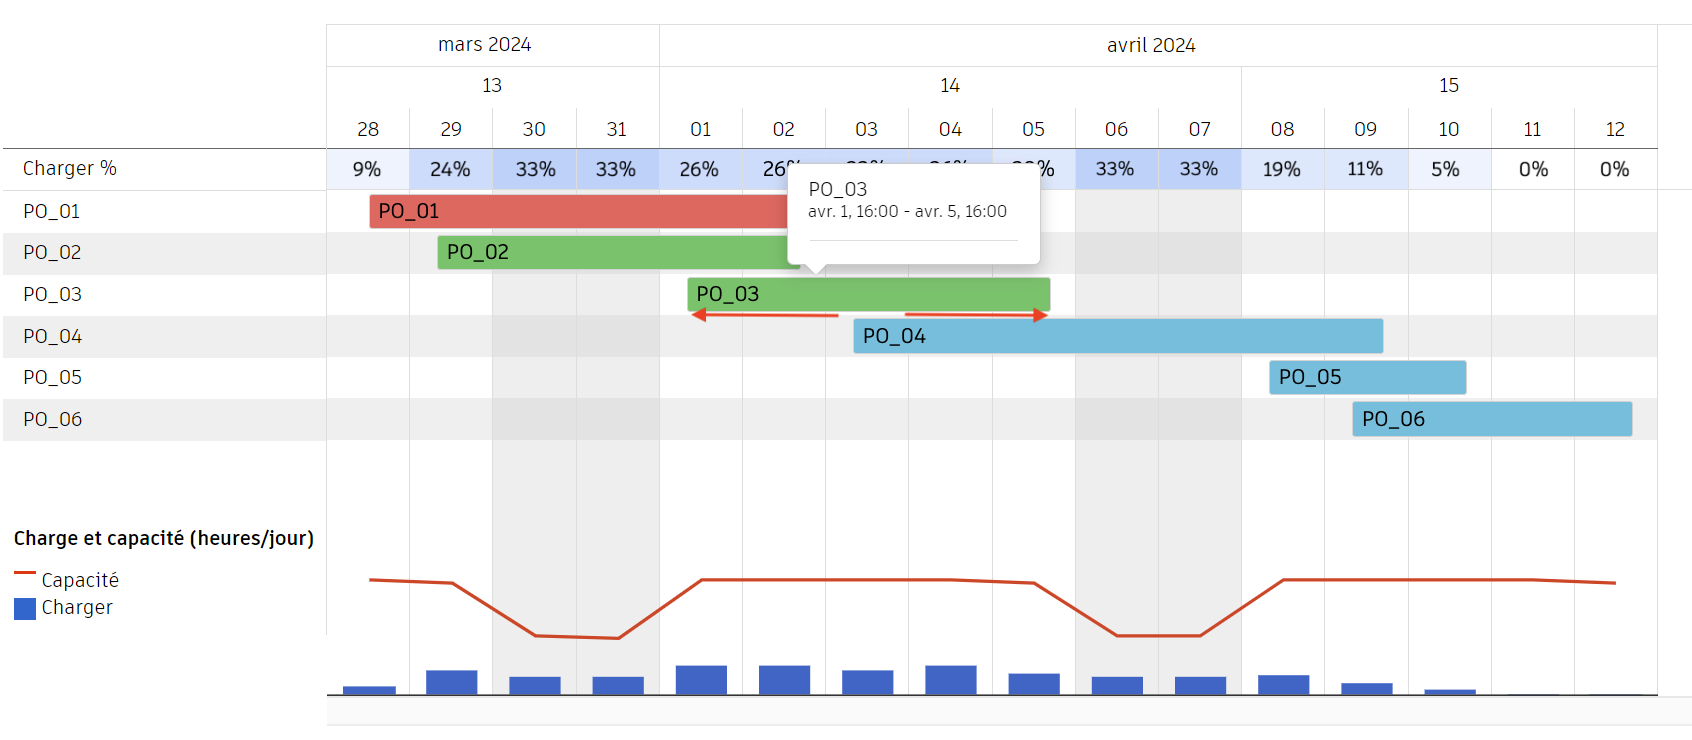 mars 2024 avril 2024
13 14 15
28 29 30 31 01 02 03 04 05 06 07 08 09 10 11 12
Charger % 9% 24% 33% 33% 26% 33% 33% 19% 11% 5% 0% 0%
PO_03
avr. 1, 16:00 - avr. 5, 16:00
PO_01 PO_01
PO_02 PO_02
PO_03 PO_03
PO_04 PO_04
PO_05 PO_05
PO_06 PO_06
Charge et capacité (heures/jour)
Capacité
Charger